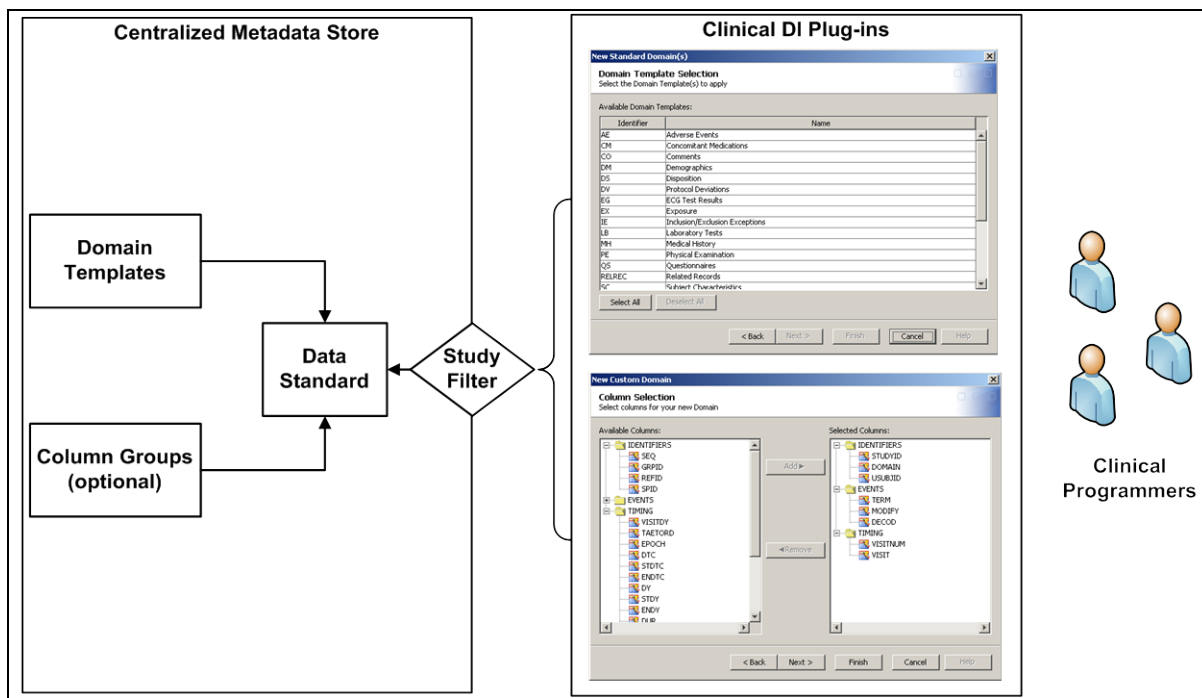 Centralized Metadata Store
Domain
Templates
Column Groups
(optional)
Data
Standard
Study
Filter
Clinical DI Plug-ins
New Standard Domain(s)
Domain Template Selection
Select the Domain Template(s) to apply
Available Domain Templates:
Identifier Name
AE Adverse Events
CM Concomitant Medications
CO Comments
DM Demographics
DS Disposition
DV Protocol Deviations
EG ECG Test Results
EX Exposure
IE Inclusion/Exclusion Exceptions
LB Laboratory Tests
MH Medical History
PE Physical Examination
QS Questionnaires
RELREC Related Records
SC Subject Characteristics
Select All Deselect All
< Back Next > Finish Cancel Help
New Custom Domain
Column Selection
Select columns for your new Domain
Available Columns:
IDENTIFIERS
SEQ
GRPID
REFID
SPID
EVENTS
TIMING
VISITDY
TAETORD
EPOCH
DTC
STDTC
ENDTC
DY
STDY
ENDY
DUR
Add
Remove
Selected Columns:
IDENTIFIERS
STUDYID
DOMAIN
USUBJID
EVENTS
TERM
MODIFY
DECOD
TIMING
VISITNUM
VISIT
< Back Next > Finish Cancel Help
Clinical
Programmers